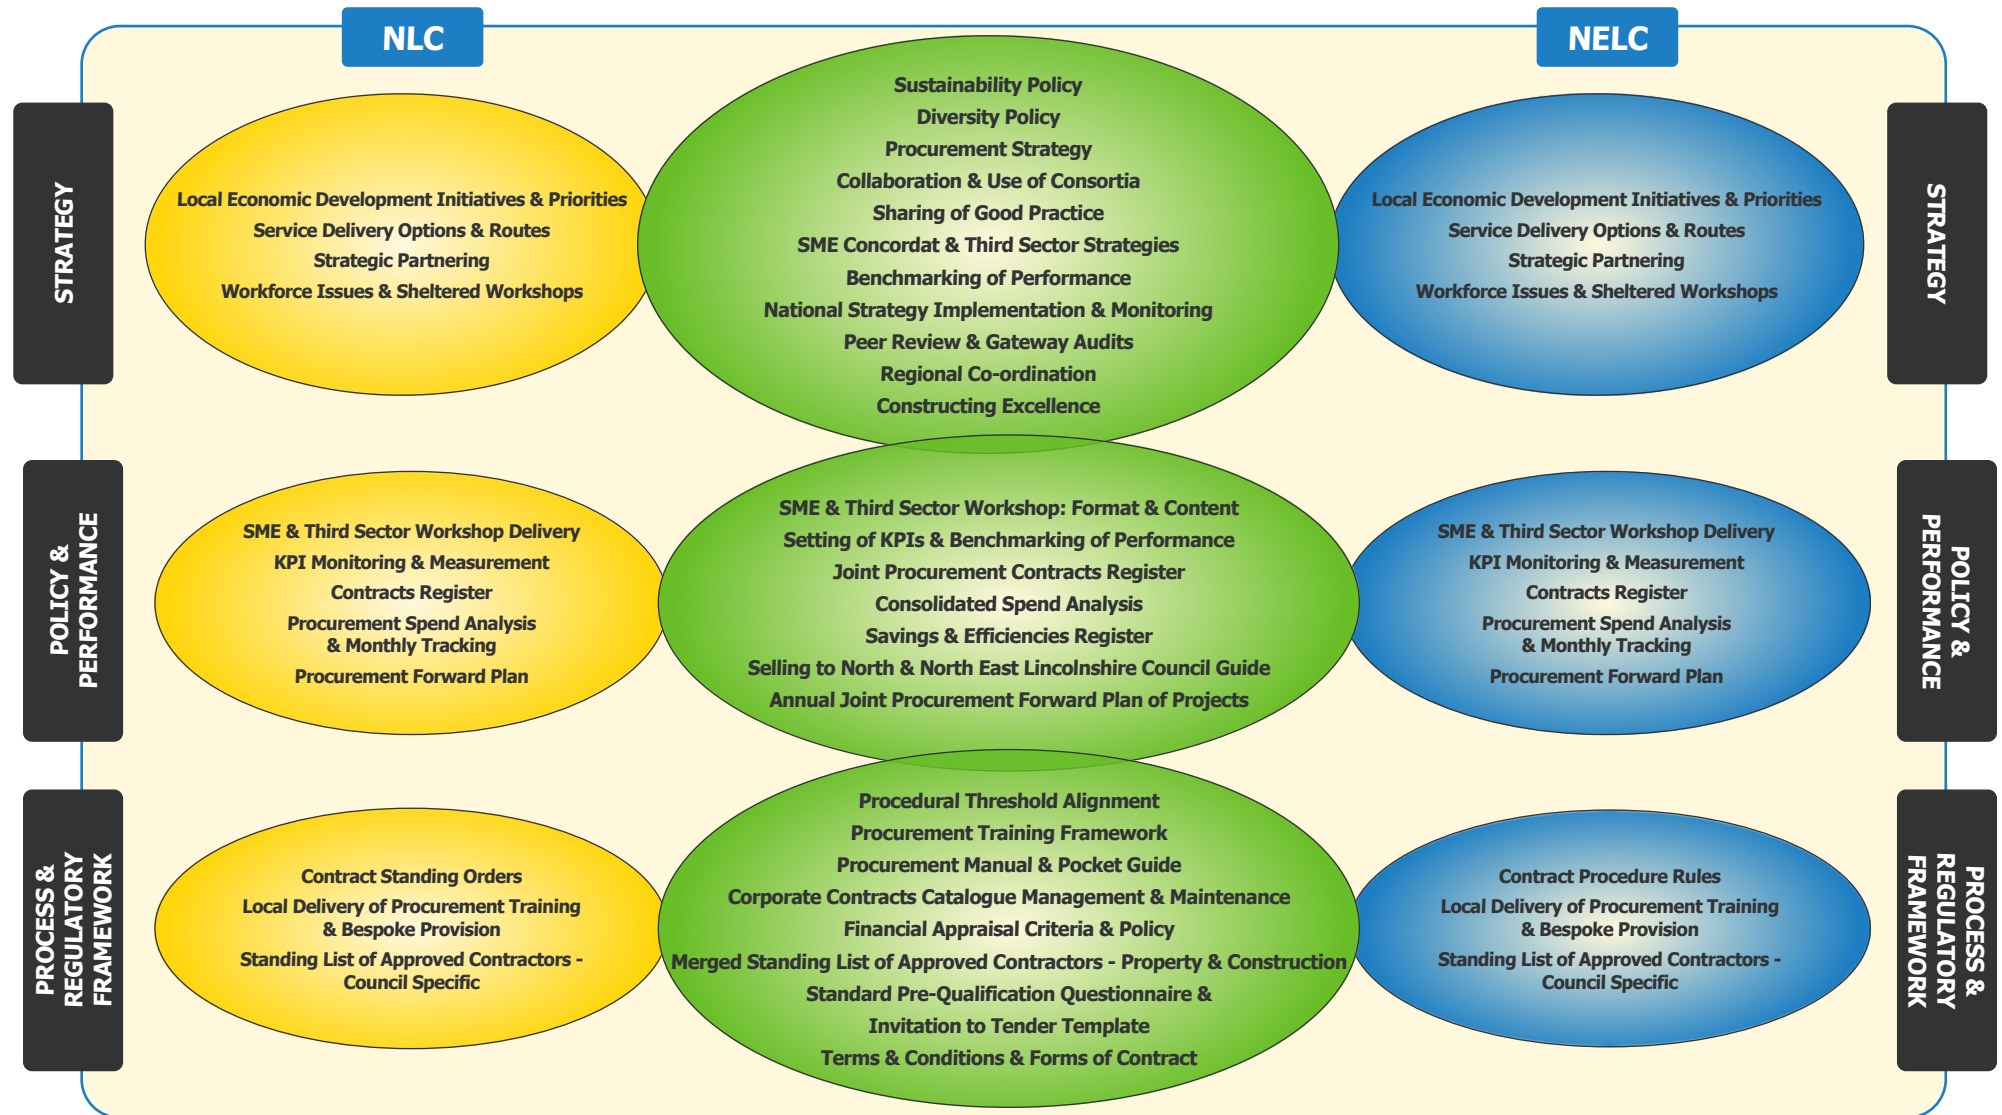 NLC
NELC
STRATEGY
Local Economic Development Initiatives & Priorities
Service Delivery Options & Routes
Strategic Partnering
Workforce Issues & Sheltered Workshops
Sustainability Policy
Diversity Policy
Procurement Strategy
Collaboration & Use of Consortia
Sharing of Good Practice
SME Concordat & Third Sector Strategies
Benchmarking of Performance
National Strategy Implementation & Monitoring
Peer Review & Gateway Audits
Regional Co-ordination
Constructing Excellence
Local Economic Development Initiatives & Priorities
Service Delivery Options & Routes
Strategic Partnering
Workforce Issues & Sheltered Workshops
STRATEGY
POLICY &
PERFORMANCE
SME & Third Sector Workshop Delivery
KPI Monitoring & Measurement
Contracts Register
Procurement Spend Analysis
& Monthly Tracking
Procurement Forward Plan
SME & Third Sector Workshop: Format & Content
Setting of KPIs & Benchmarking of Performance
Joint Procurement Contracts Register
Consolidated Spend Analysis
Savings & Efficiencies Register
Selling to North & North East Lincolnshire Council Guide
Annual Joint Procurement Forward Plan of Projects
SME & Third Sector Workshop Delivery
KPI Monitoring & Measurement
Contracts Register
Procurement Spend Analysis
& Monthly Tracking
Procurement Forward Plan
POLICY &
PERFORMANCE
PROCESS &
REGULATORY
FRAMEWORK
Contract Standing Orders
Local Delivery of Procurement Training
& Bespoke Provision
Standing List of Approved Contractors -
Council Specific
Procedural Threshold Alignment
Procurement Training Framework
Procurement Manual & Pocket Guide
Corporate Contracts Catalogue Management & Maintenance
Financial Appraisal Criteria & Policy
Merged Standing List of Approved Contractors - Property & Construction
Standard Pre-Qualification Questionnaire &
Invitation to Tender Template
Terms & Conditions & Forms of Contract
Contract Procedure Rules
Local Delivery of Procurement Training
& Bespoke Provision
Standing List of Approved Contractors -
Council Specific
PROCESS &
REGULATORY
FRAMEWORK